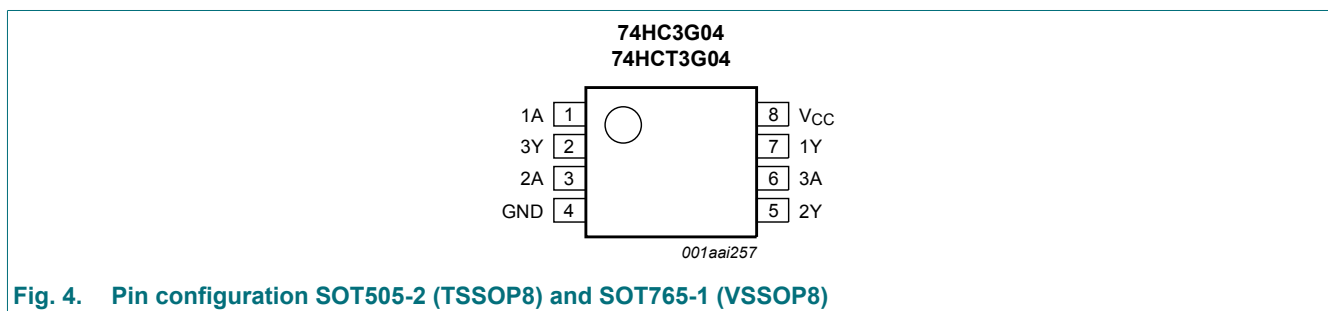 74HC3G04
74HCT3G04
1A 1 8 VCC
3Y 2 7 1Y
2A 3 6 3A
GND 4 5 2Y
001aai257
Fig. 4. Pin configuration SOT505-2 (TSSOP8) and SOT765-1 (VSSOP8)